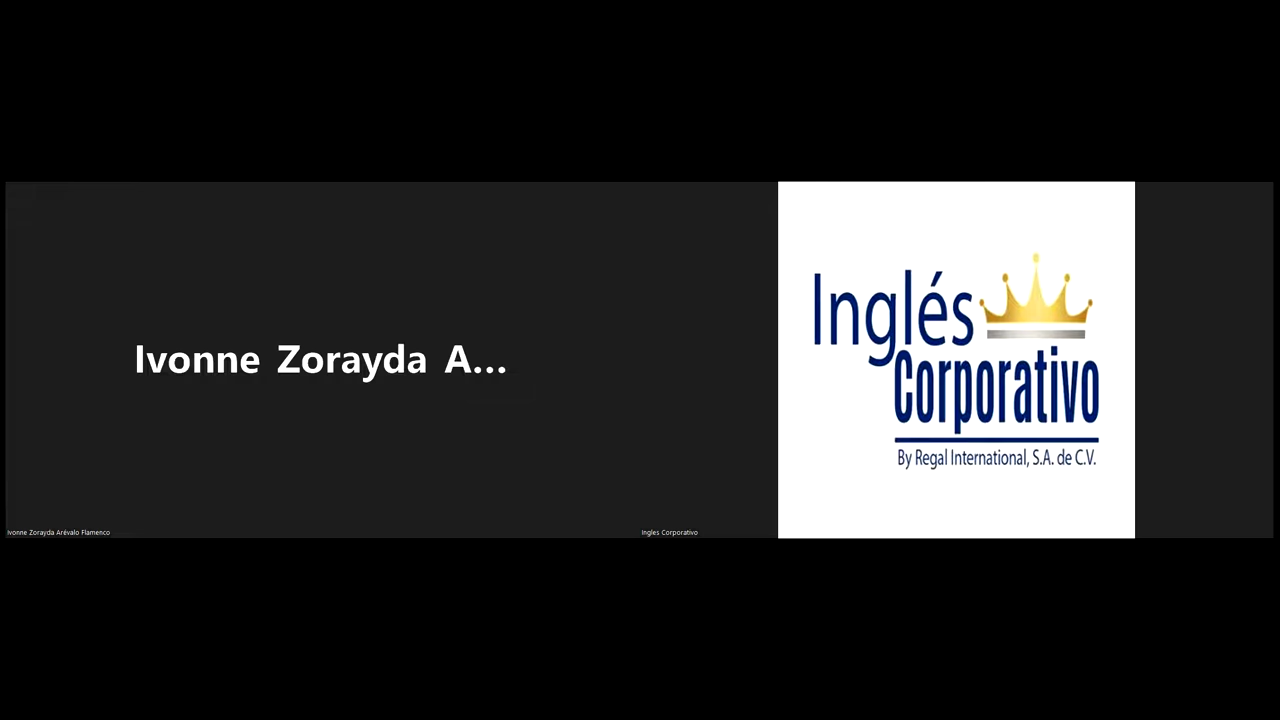 Ivonne Zorayda A...
Inglés
Corporativo
By Regal International, S.A. de C.V.
Ivonne Zorayda Arévalo Flamenco
Ingles Corporativo